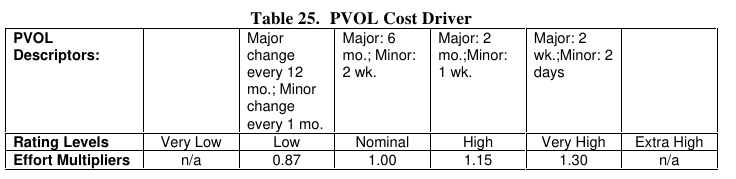 Table 25. PVOL Cost Driver
PVOL Descriptors: Major change every 12 mo.; Minor change every 1 mo. Major: 6 mo.; Minor: 2 wk. Major: 2 mo.;Minor: 1 wk. Major: 2 wk.;Minor: 2 days
Rating Levels Very Low Low Nominal High Very High Extra High
Effort Multipliers n/a 0.87 1.00 1.15 1.30 n/a